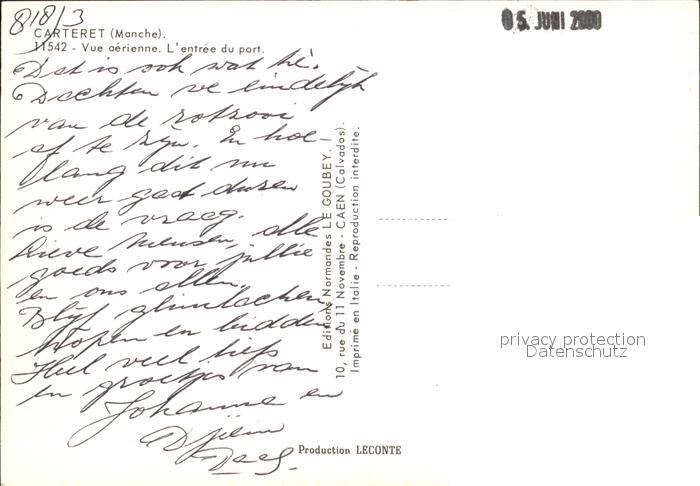 8/8/3
05. JUNI 2000
CARTERET (Manche).
11542 - Vue aérienne. L'entrée du port.
Dat is ook wat hè.
Dachten we eindelijk
van de rotzooi
af te zijn. En hoe-
lang dit nu
weer gaat duren
is de vraag.
Lieve mensen, alle
goeds voor jullie
en ons allen.
Blijf glimlachen,
hopen en bidden
Heel veel liefs
en groetjes van
Johanna en
Daag.
Editions Normandes LE GOUBEY.
10, rue du 11 Novembre - CAEN (Calvados).
Imprimé en Italie - Reproduction interdite.
privacy protection
Datenschutz
Production LECONTE